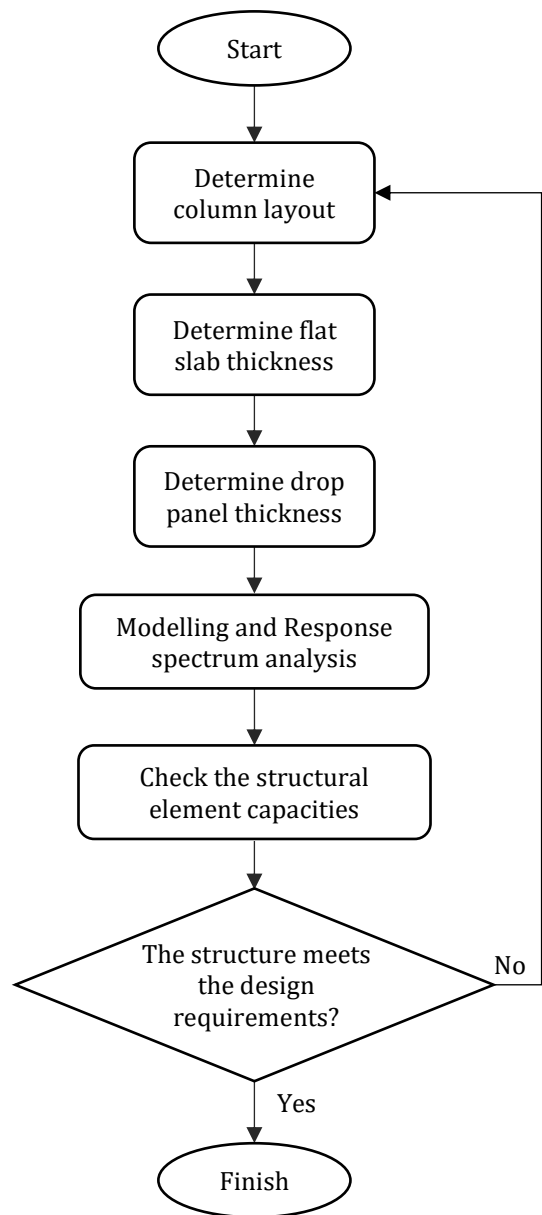 Start
Determine
column layout
Determine flat
slab thickness
Determine drop
panel thickness
Modelling and Response
spectrum analysis
Check the structural
element capacities
The structure meets
the design
requirements?
No
Yes
Finish